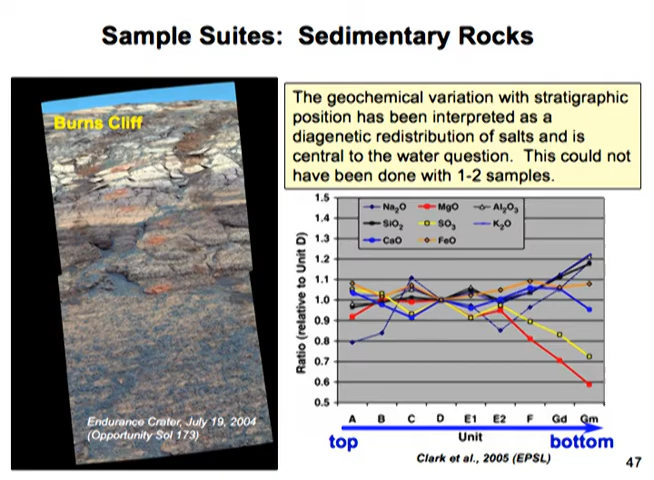 Sample Suites: Sedimentary Rocks
Burns Cliff
Endurance Crater, July 19, 2004
(Opportunity Sol 173)
The geochemical variation with stratigraphic
position has been interpreted as a
diagenetic redistribution of salts and is
central to the water question. This could not
have been done with 1-2 samples.
Ratio (relative to Unit D)
1.5
1.4
1.3
1.2
1.1
1.0
0.9
0.8
0.7
0.6
0.5
Na₂O MgO Al₂O₃
SiO₂ SO₃ K₂O
CaO FeO
A B C D E1 E2 F Gd Gm
top Unit bottom
Clark et al., 2005 (EPSL)
47